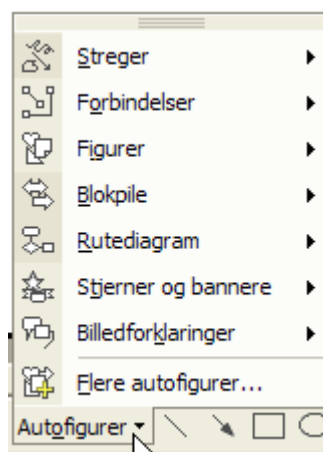 Streger
Forbindelser
Figurer
Blokpile
Rutediagram
Stjerner og bannere
Billedforklaringer
Flere autofigurer...
Autofigurer